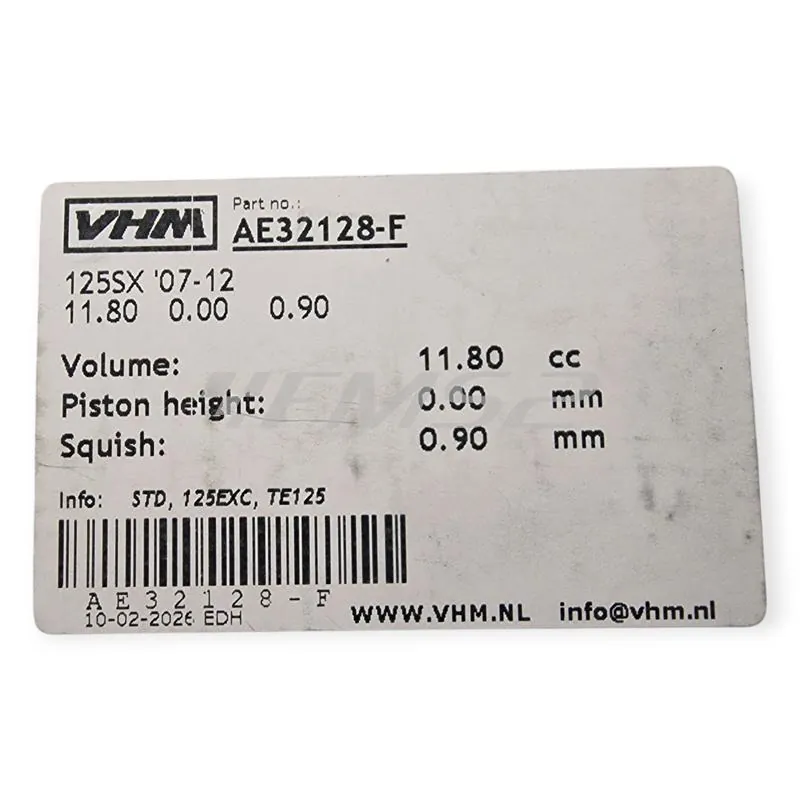 VHM
Part no.:
AE32128-F
125SX '07-12
11.80 0.00 0.90
Volume: 11.80 cc
Piston height: 0.00 mm
Squish: 0.90 mm
Info: STD, 125EXC, TE125
AE32128-F
10-02-2026 EDH
WWW.VHM.NL info@vhm.nl